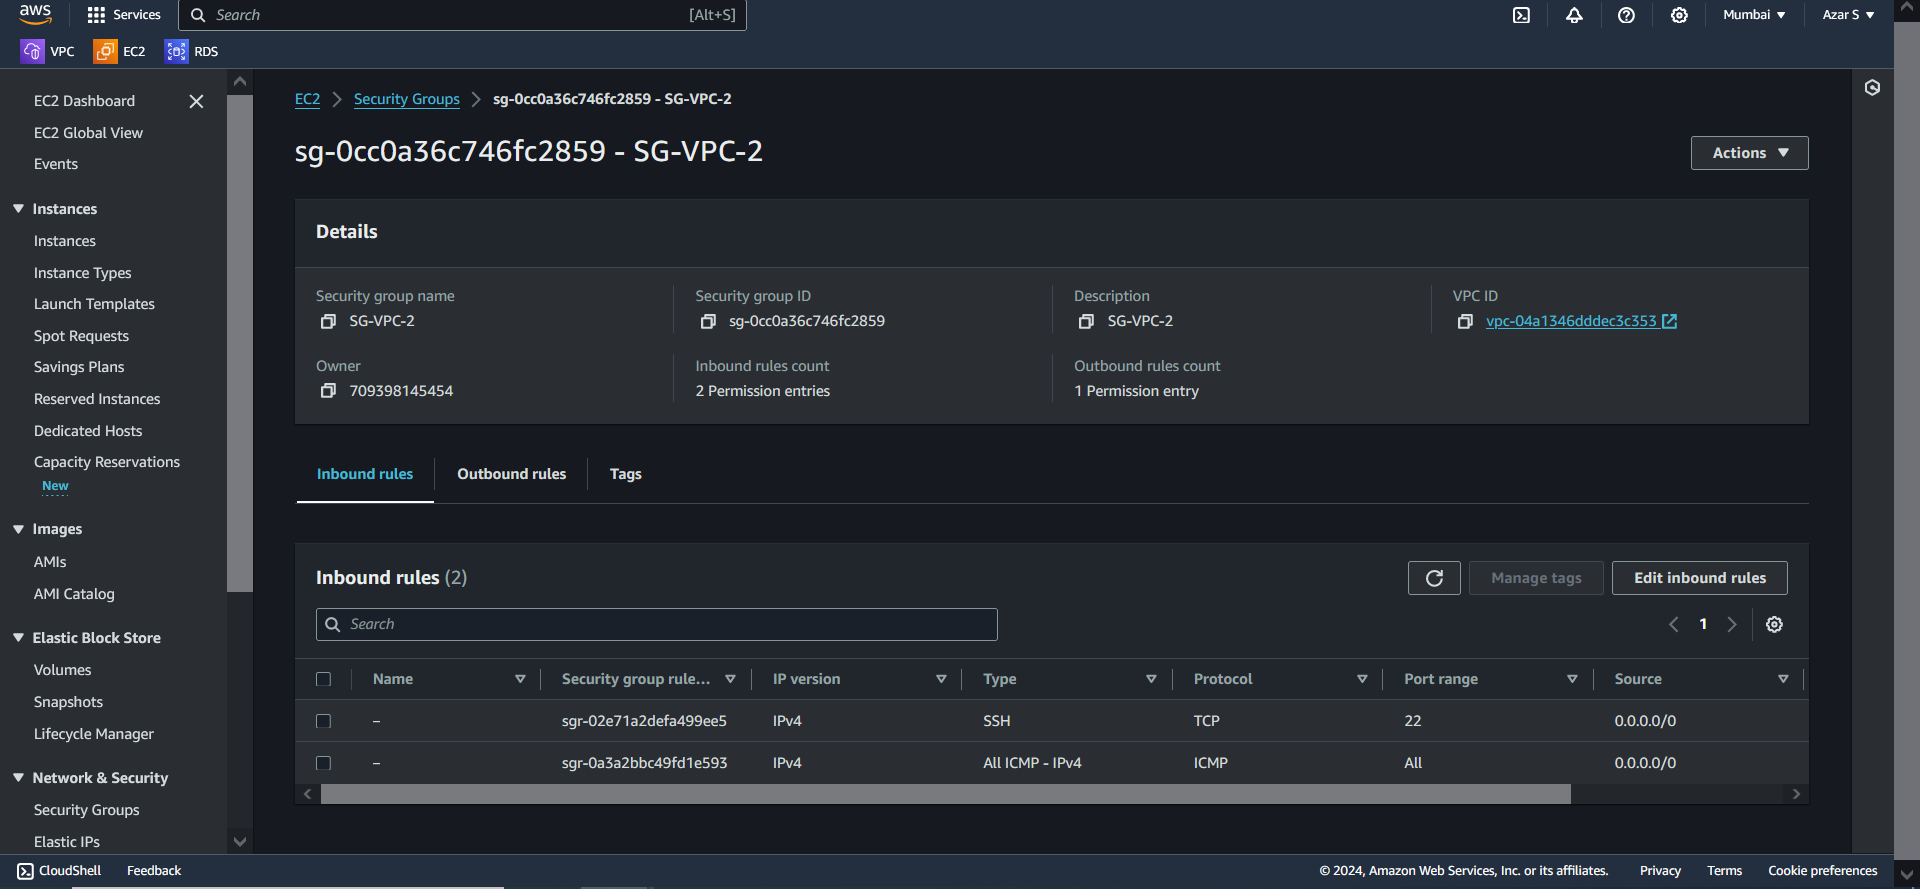 aws
Services
Search
[Alt+S]
Mumbai
Azar S
VPC
EC2
RDS
EC2 Dashboard
EC2 Global View
Events
Instances
Instances
Instance Types
Launch Templates
Spot Requests
Savings Plans
Reserved Instances
Dedicated Hosts
Capacity Reservations
New
Images
AMIs
AMI Catalog
Elastic Block Store
Volumes
Snapshots
Lifecycle Manager
Network & Security
Security Groups
Elastic IPs
EC2 > Security Groups > sg-0cc0a36c746fc2859 - SG-VPC-2
sg-0cc0a36c746fc2859 - SG-VPC-2
Actions
Details
Security group name
SG-VPC-2
Security group ID
sg-0cc0a36c746fc2859
Description
SG-VPC-2
VPC ID
vpc-04a1346dddec3c353
Owner
709398145454
Inbound rules count
2 Permission entries
Outbound rules count
1 Permission entry
Inbound rules
Outbound rules
Tags
Inbound rules (2)
Manage tags
Edit inbound rules
Search
1
Name Security group rule... IP version Type Protocol Port range Source
– sgr-02e71a2defa499ee5 IPv4 SSH TCP 22 0.0.0.0/0
– sgr-0a3a2bbc49fd1e593 IPv4 All ICMP - IPv4 ICMP All 0.0.0.0/0
CloudShell
Feedback
© 2024, Amazon Web Services, Inc. or its affiliates.
Privacy
Terms
Cookie preferences